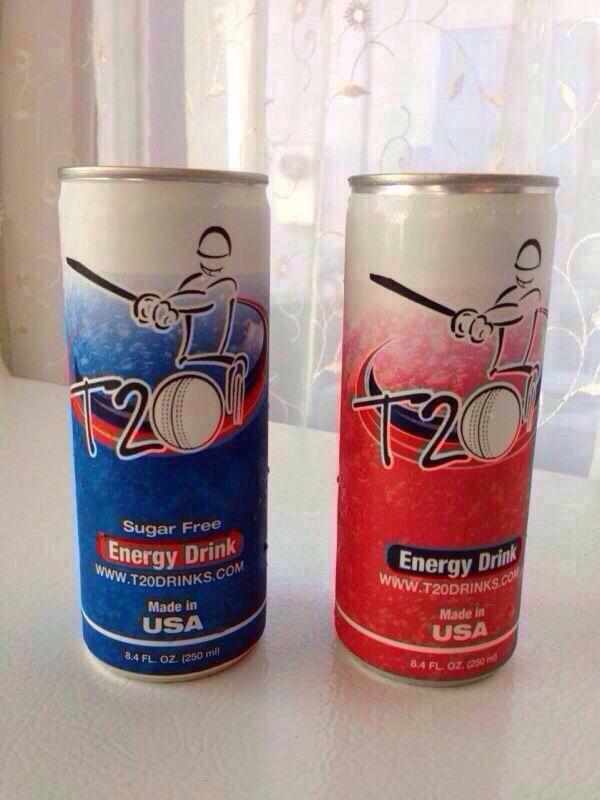 T20
Sugar Free
Energy Drink
WWW.T20DRINKS.COM
Made in
USA
8.4 FL. OZ. (250 ml)
T20
Energy Drink
WWW.T20DRINKS.COM
Made in
USA
8.4 FL. OZ. (250 ml)